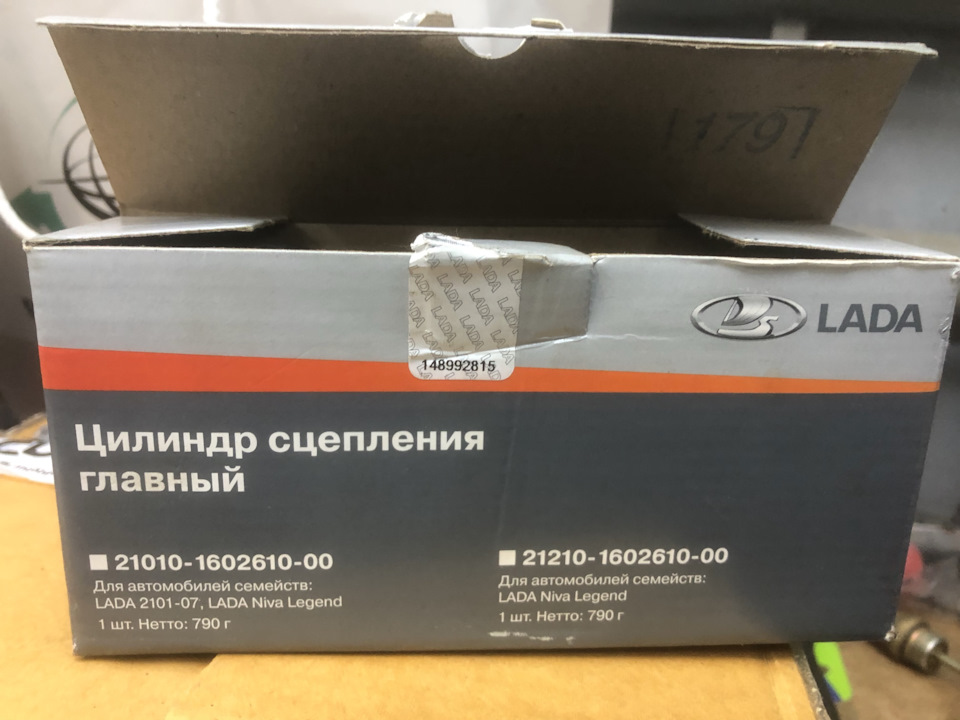 1797
LADA
148992815
Цилиндр сцепления
главный
21010-1602610-00
Для автомобилей семейств:
LADA 2101-07, LADA Niva Legend
1 шт. Нетто: 790 г
21210-1602610-00
Для автомобилей семейств:
LADA Niva Legend
1 шт. Нетто: 790 г